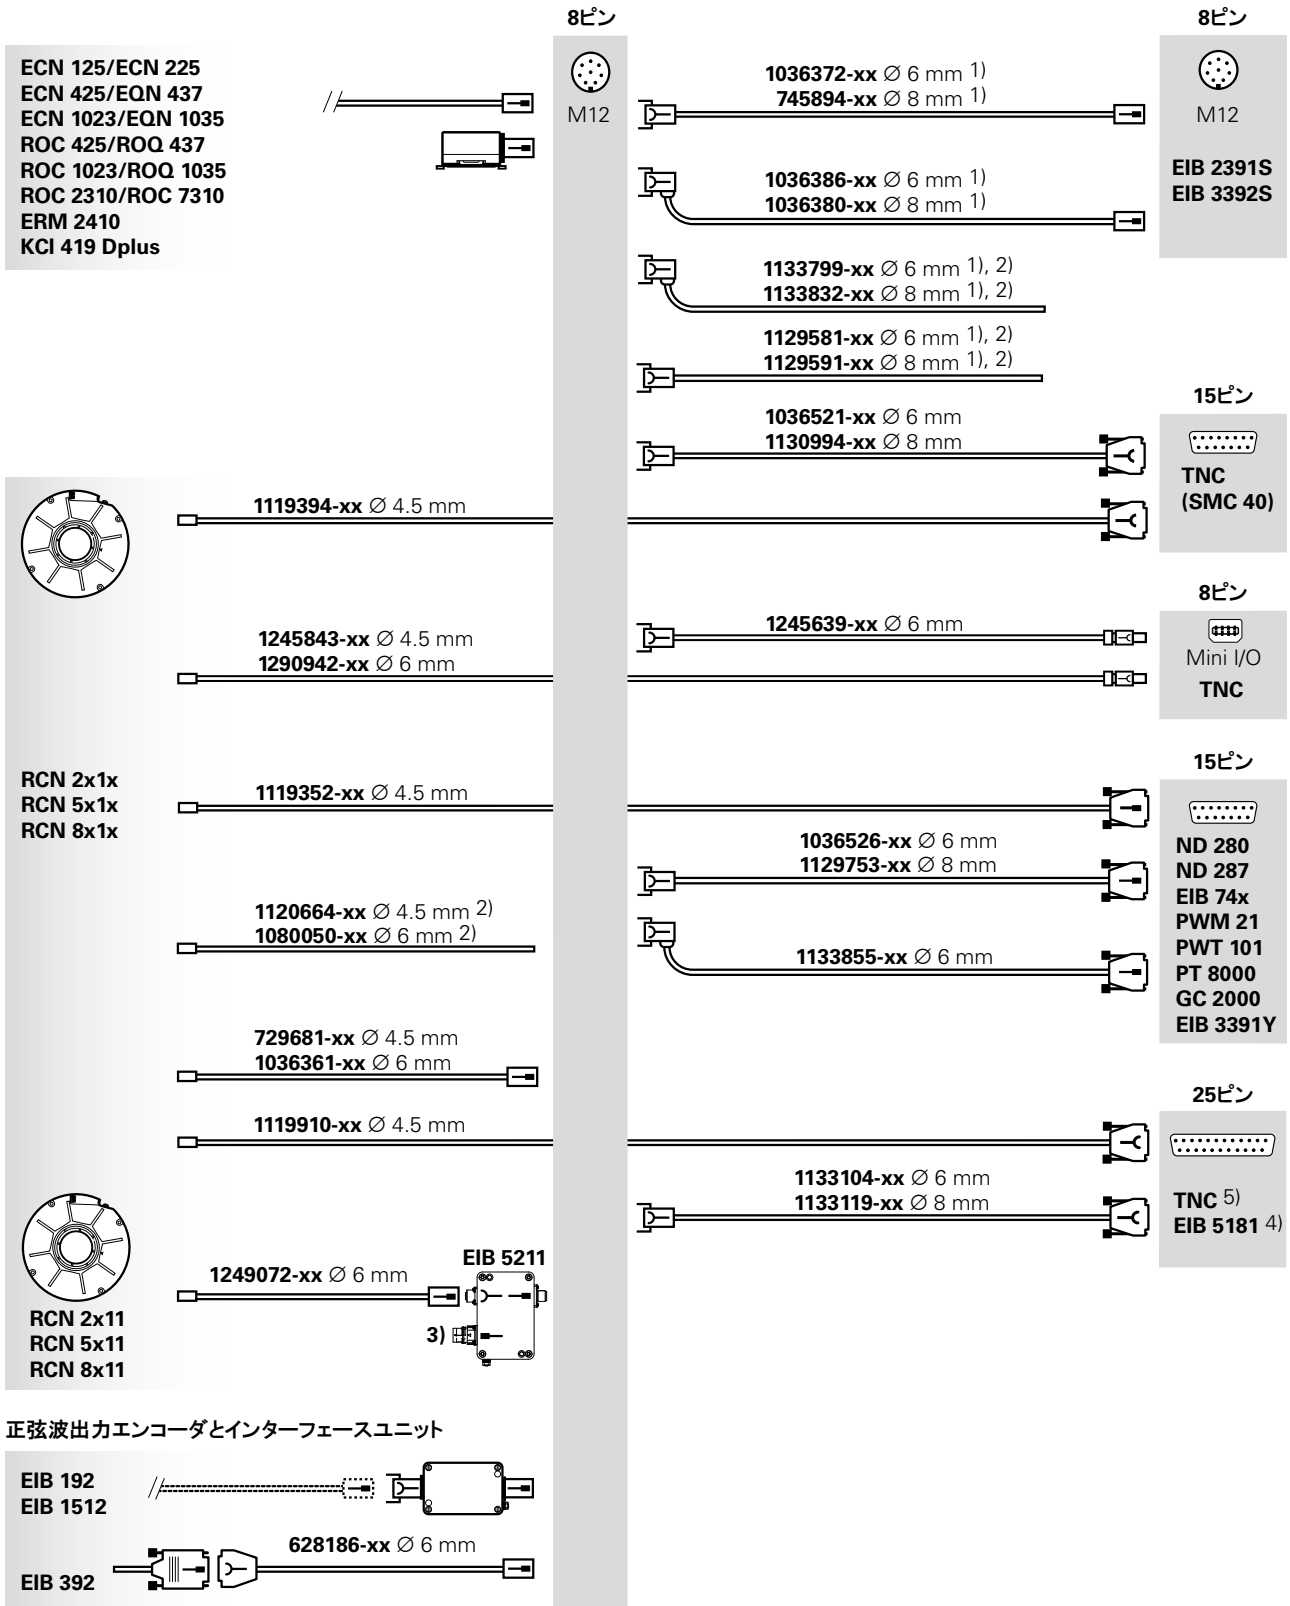 8ピン
8ピン
ECN 125/ECN 225
ECN 425/EQN 437
ECN 1023/EQN 1035
ROC 425/ROQ 437
ROC 1023/ROQ 1035
ROC 2310/ROC 7310
ERM 2410
KCI 419 Dplus
M12
1036372-xx Ø 6 mm 1)
745894-xx Ø 8 mm 1)
M12
EIB 2391S
EIB 3392S
1036386-xx Ø 6 mm 1)
1036380-xx Ø 8 mm 1)
1133799-xx Ø 6 mm 1), 2)
1133832-xx Ø 8 mm 1), 2)
1129581-xx Ø 6 mm 1), 2)
1129591-xx Ø 8 mm 1), 2)
15ピン
1036521-xx Ø 6 mm
1130994-xx Ø 8 mm
TNC
(SMC 40)
1119394-xx Ø 4.5 mm
8ピン
1245639-xx Ø 6 mm
1245843-xx Ø 4.5 mm
1290942-xx Ø 6 mm
Mini I/O
TNC
15ピン
RCN 2x1x
RCN 5x1x
RCN 8x1x
1119352-xx Ø 4.5 mm
1036526-xx Ø 6 mm
1129753-xx Ø 8 mm
ND 280
ND 287
EIB 74x
PWM 21
PWT 101
PT 8000
GC 2000
EIB 3391Y
1120664-xx Ø 4.5 mm 2)
1080050-xx Ø 6 mm 2)
1133855-xx Ø 6 mm
729681-xx Ø 4.5 mm
1036361-xx Ø 6 mm
25ピン
1119910-xx Ø 4.5 mm
1133104-xx Ø 6 mm
1133119-xx Ø 8 mm
TNC 5)
EIB 5181 4)
EIB 5211
1249072-xx Ø 6 mm
3)
RCN 2x11
RCN 5x11
RCN 8x11
正弦波出力エンコーダとインターフェースユニット
EIB 192
EIB 1512
628186-xx Ø 6 mm
EIB 392